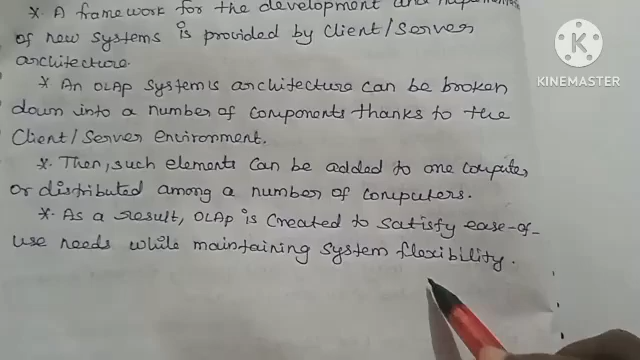 *. A framework for the development and
of new systems is provided by Client/Server
architecture.
* An OLAP systems architecture can be broken
down into a number of components thanks to the
Client/Server environment.
*. Then, such elements can be added to one computer
or distributed among a number of computers.
*. As a result, OLAP is created to satisfy ease-of-
use needs while maintaining system flexibility.
K
KINEMASTER